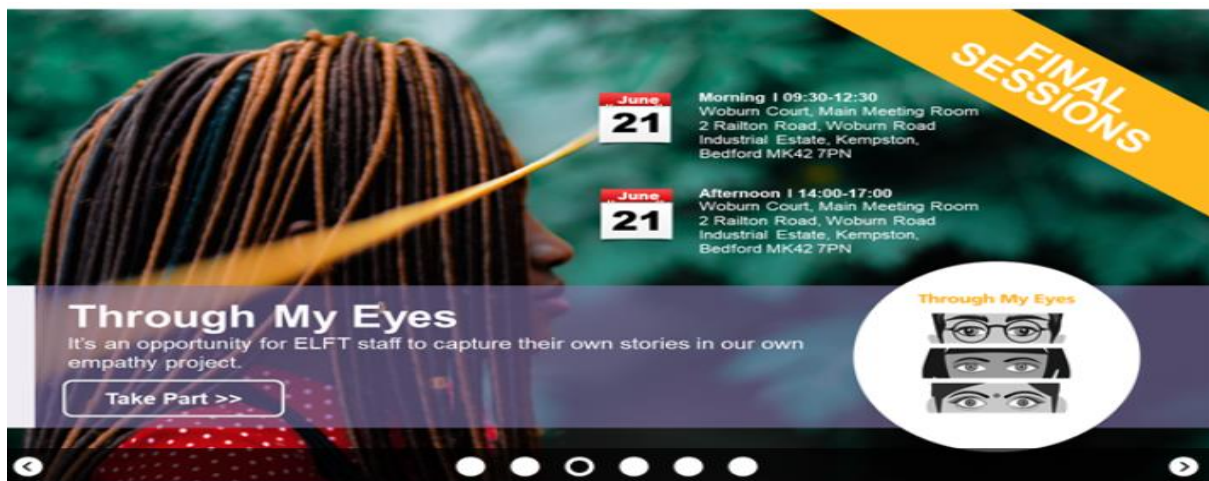 FINAL
SESSIONS
June
21
Morning I 09:30-12:30
Woburn Court, Main Meeting Room
2 Railton Road, Woburn Road
Industrial Estate, Kempston,
Bedford MK42 7PN
June
21
Afternoon I 14:00-17:00
Woburn Court, Main Meeting Room
2 Railton Road, Woburn Road
Industrial Estate, Kempston,
Bedford MK42 7PN
Through My Eyes
It's an opportunity for ELFT staff to capture their own stories in our own
empathy project.
Take Part >>
Through My Eyes